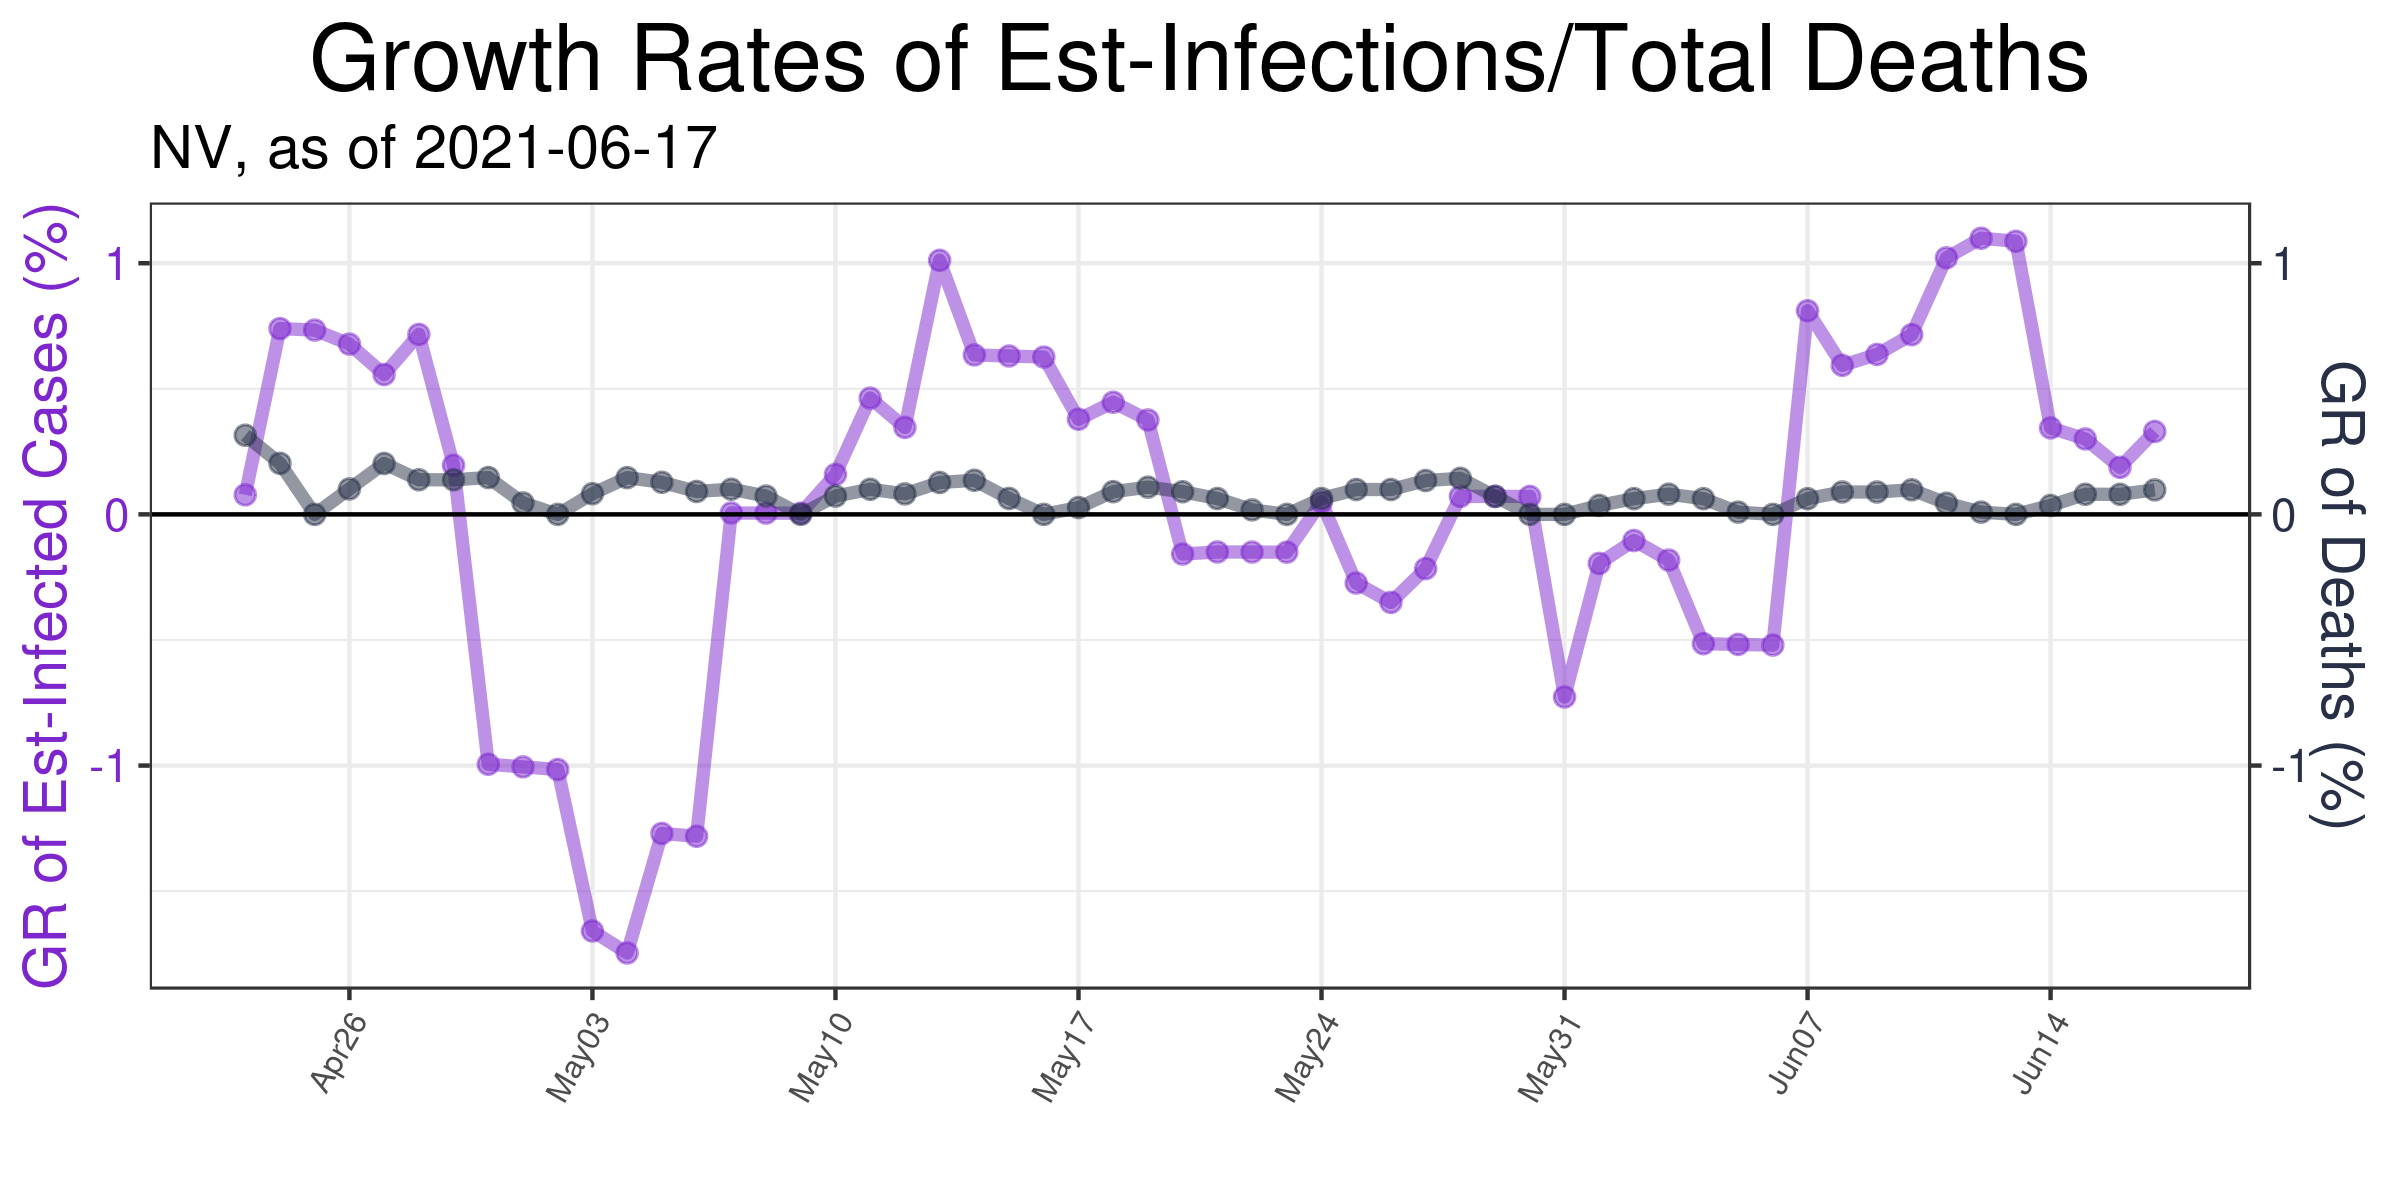 Growth Rates of Est-Infections/Total Deaths
NV, as of 2021-06-17
GR of Est-Infected Cases (%)
1
0
-1
1
0
-1
GR of Deaths (%)
Apr26
May03
May10
May17
May24
May31
Jun07
Jun14